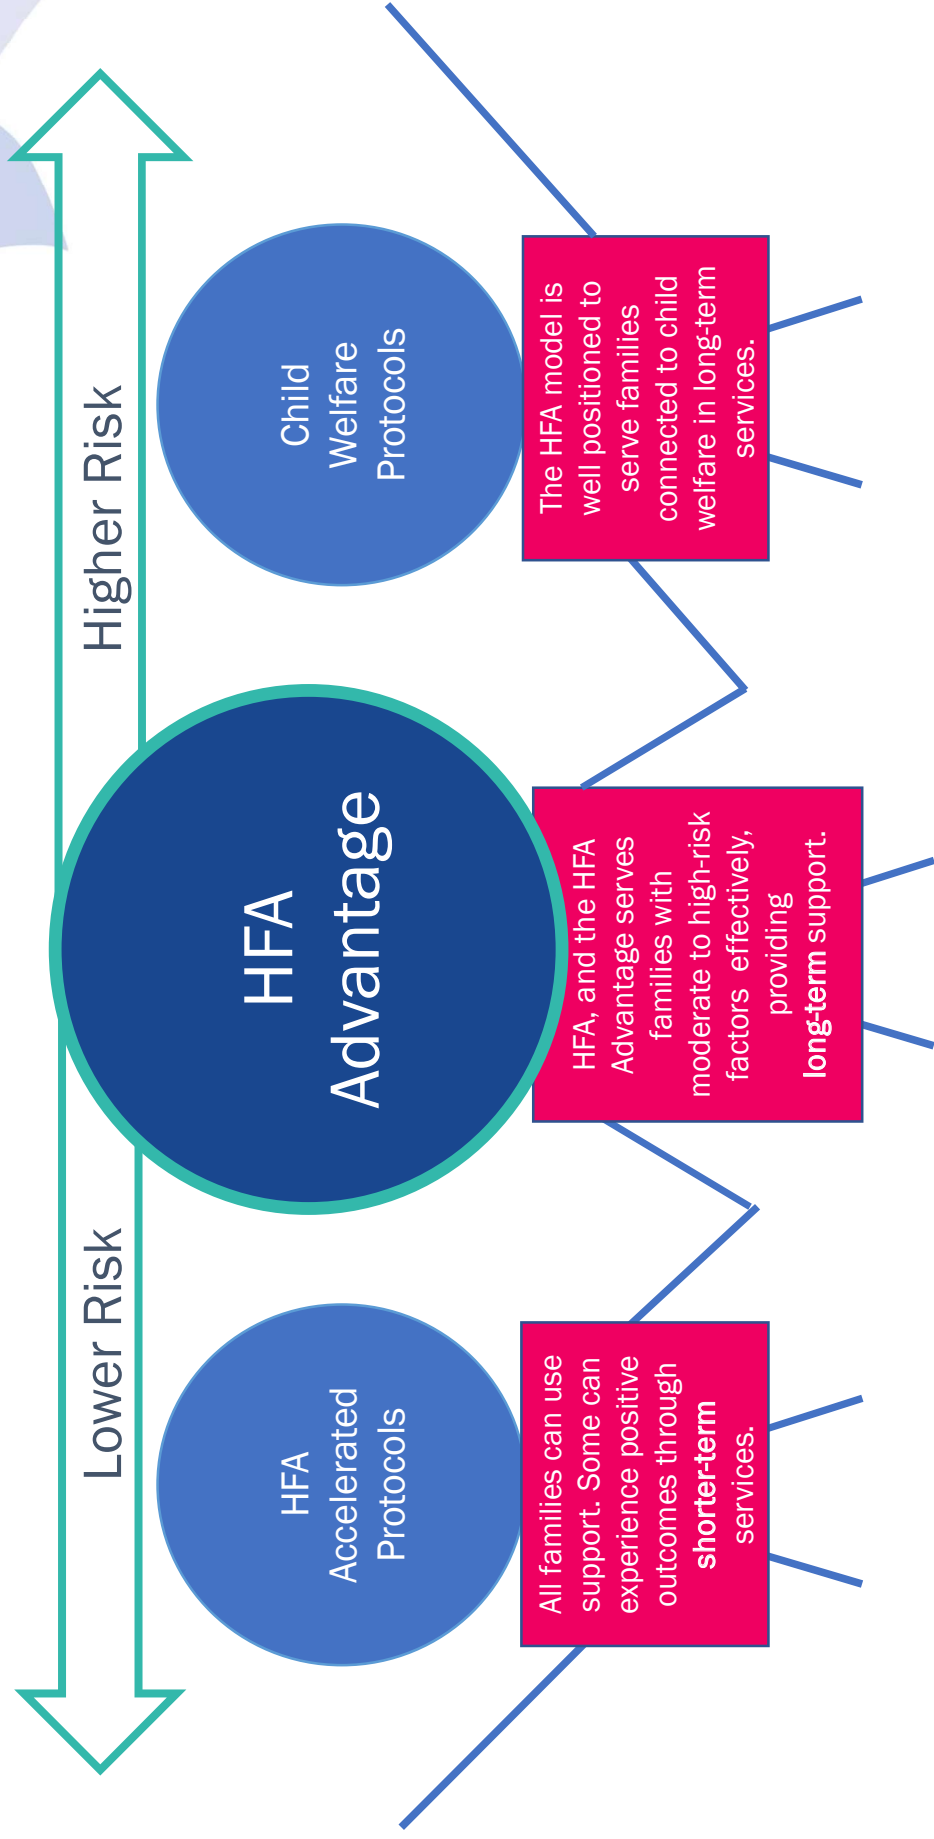 Lower Risk
Higher Risk
HFA
Accelerated
Protocols
All families can use
support. Some can
experience positive
outcomes through
shorter-term
services.
HFA
Advantage
HFA, and the HFA
Advantage serves
families with
moderate to high-risk
factors effectively,
providing
long-term support.
Child
Welfare
Protocols
The HFA model is
well positioned to
serve families
connected to child
welfare in long-term
services.